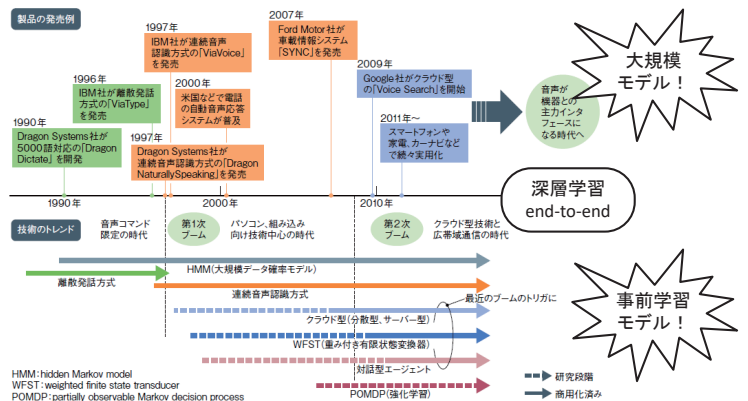 製品の発売例
1997年
IBM社が連続音声
認識方式の「ViaVoice」
を発売
2007年
Ford Motor社が
車載情報システム
「SYNC」を発売
大規模
モデル！
1996年
IBM社が離散発話
方式の「ViaType」
を発売
2000年
米国などで電話
の自動音声応答
システムが普及
2009年
Google社がクラウド型
の「Voice Search」を開始
音声が
機器との
主力インタ
フェースに
なる時代へ
1990年
Dragon Systems社が
5000語対応の「Dragon
Dictate」を開発
1997年
Dragon Systems社が
連続音声認識方式の「Dragon
NaturallySpeaking」を発売
2011年～
スマートフォンや
家電、カーナビなど
で続々実用化
1990年
2000年
2010年
深層学習
end-to-end
技術のトレンド
音声コマンド
限定の時代
第1次
ブーム
パソコン、組み込み
向け技術中心の時代
第2次
ブーム
クラウド型技術と
広帯域通信の時代
HMM（大規模データ確率モデル）
離散発話方式
連続音声認識方式
最近のブームのトリガに
クラウド型（分散型、サーバー型）
WFST（重み付き有限状態変換器）
対話型エージェント
POMDP（強化学習）
事前学習
モデル！
HMM：hidden Markov model
WFST：weighted finite state transducer
POMDP：partially observable Markov decision process
研究段階
商用化済み